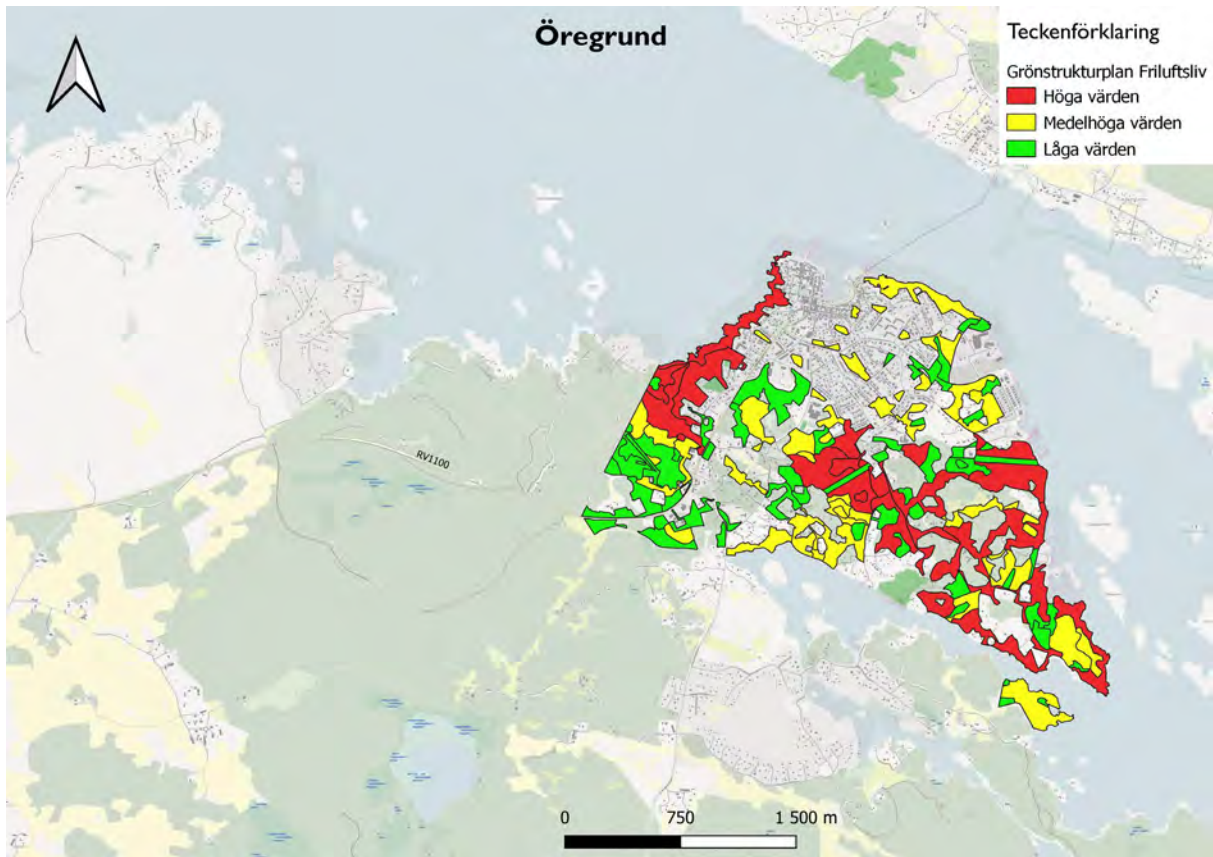 Öregrund
Teckenförklaring
Grönstrukturplan Friluftsliv
Höga värden
Medelhöga värden
Låga värden
RV1100
0 750 1 500 m